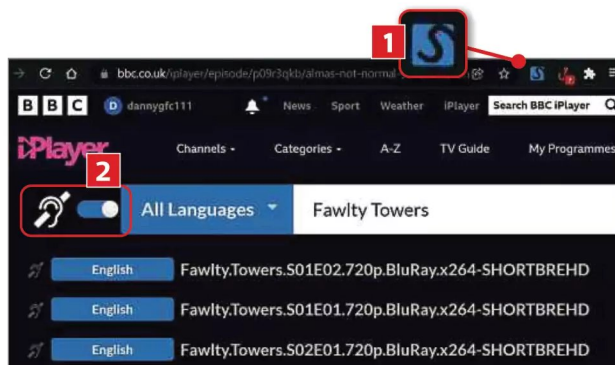 1
bbc.co.uk/iplayer/episode/p09r3qkb/almas-not-normal-
BBC D dannygfc111 News Sport Weather iPlayer Search BBC iPlayer
iPlayer Channels Categories A-Z TV Guide My Programmes
2
All Languages Fawlty Towers
English Fawlty.Towers.S01E02.720p.BluRay.x264-SHORTBREHD
English Fawlty.Towers.S01E01.720p.BluRay.x264-SHORTBREHD
English Fawlty.Towers.S02E01.720p.BluRay.x264-SHORTBREHD